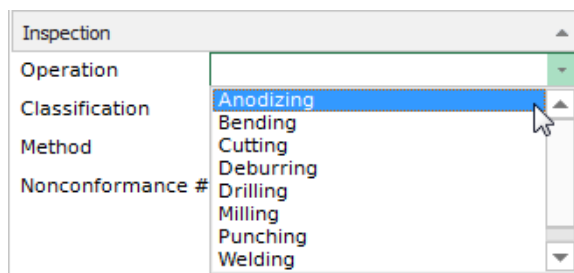 Inspection
Operation
Anodizing
Classification
Bending
Cutting
Method
Deburring
Nonconformance #
Drilling
Milling
Punching
Welding